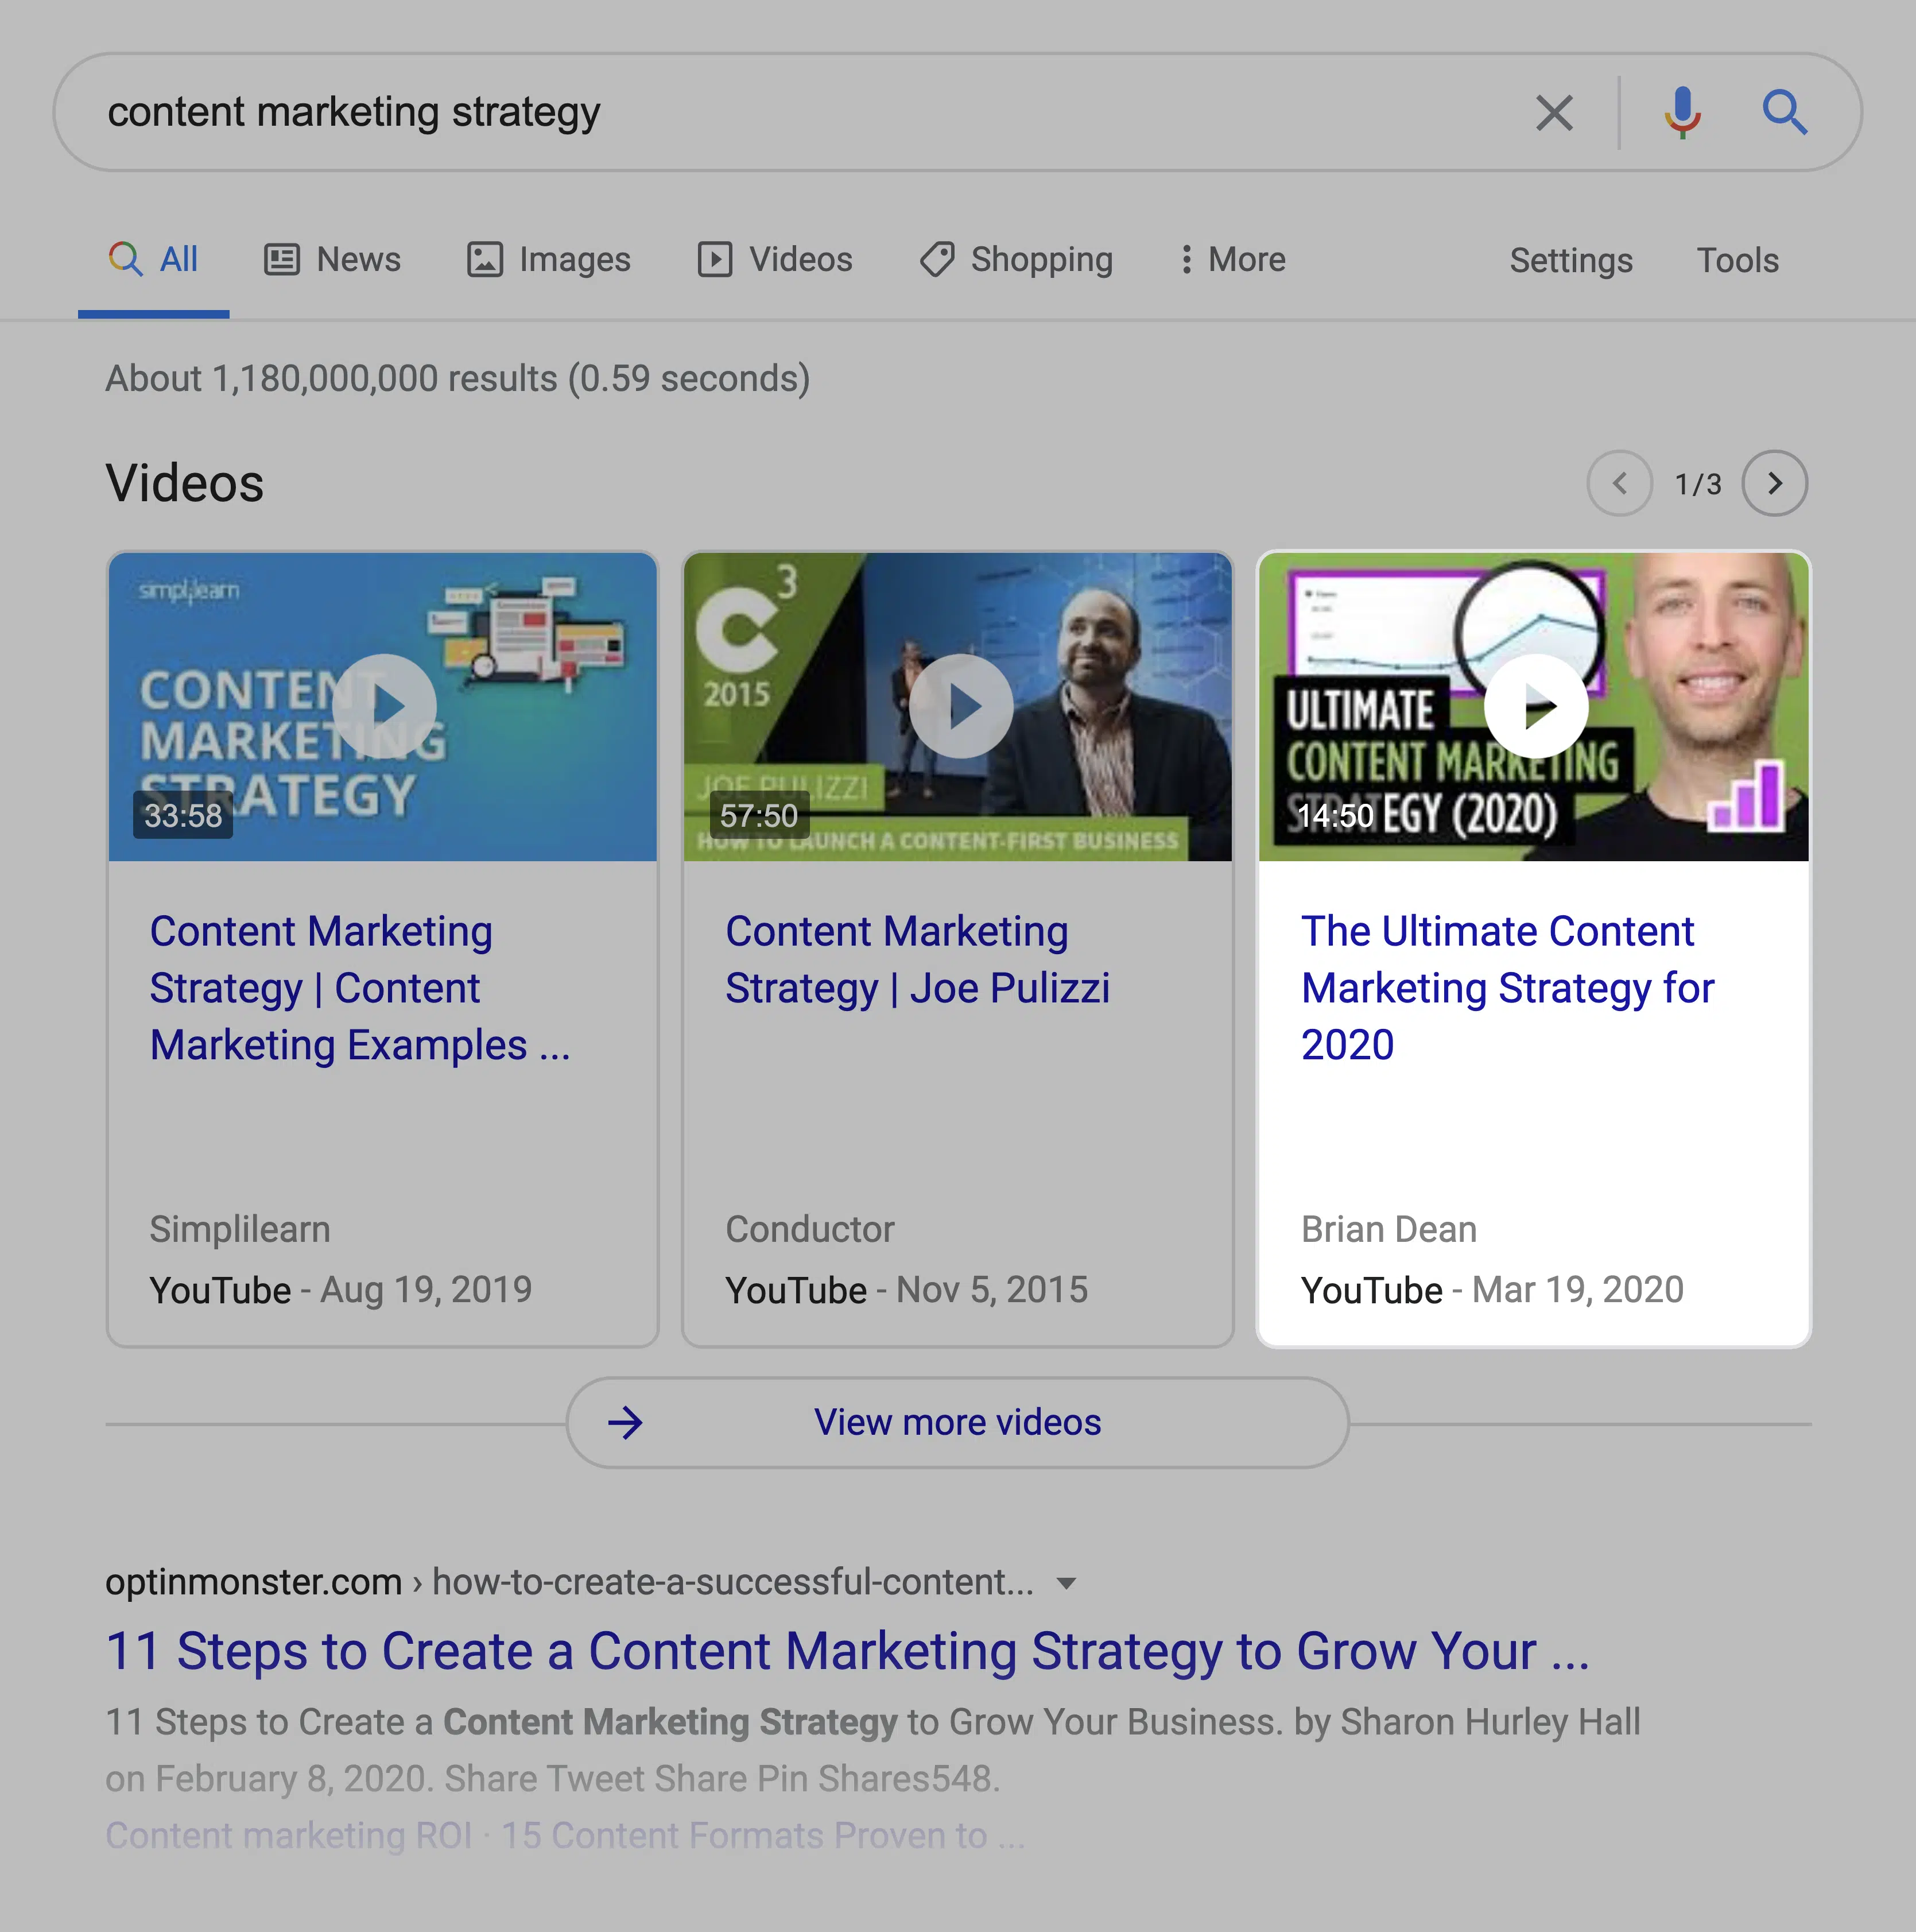 content marketing strategy
All News Images Videos Shopping More Settings Tools
About 1,180,000,000 results (0.59 seconds)
Videos
1/3
simplilearn
CONTENT
MARKETING
STRATEGY
33:58
C3
2015
JOE PULIZZI
57:50
HOW TO LAUNCH A CONTENT-FIRST BUSINESS
ULTIMATE
CONTENT MARKETING
STRATEGY (2020)
14:50
Content Marketing
Strategy | Content
Marketing Examples ...
Simplilearn
YouTube - Aug 19, 2019
Content Marketing
Strategy | Joe Pulizzi
Conductor
YouTube - Nov 5, 2015
The Ultimate Content
Marketing Strategy for
2020
Brian Dean
YouTube - Mar 19, 2020
View more videos
optinmonster.com › how-to-create-a-successful-content...
11 Steps to Create a Content Marketing Strategy to Grow Your ...
11 Steps to Create a Content Marketing Strategy to Grow Your Business. by Sharon Hurley Hall
on February 8, 2020. Share Tweet Share Pin Shares548.
Content marketing ROI · 15 Content Formats Proven to ...